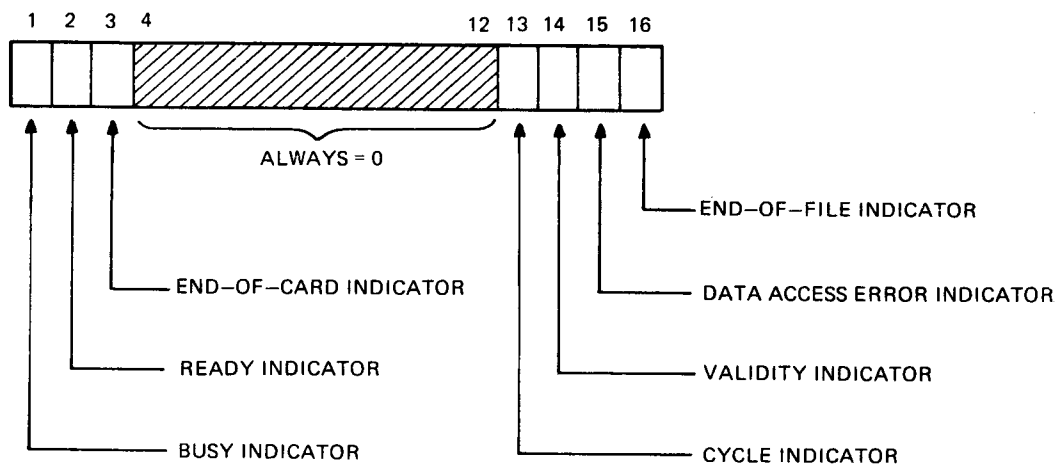 1 2 3 4 12 13 14 15 16
ALWAYS = 0
END–OF–FILE INDICATOR
END–OF–CARD INDICATOR
DATA ACCESS ERROR INDICATOR
READY INDICATOR
VALIDITY INDICATOR
BUSY INDICATOR
CYCLE INDICATOR